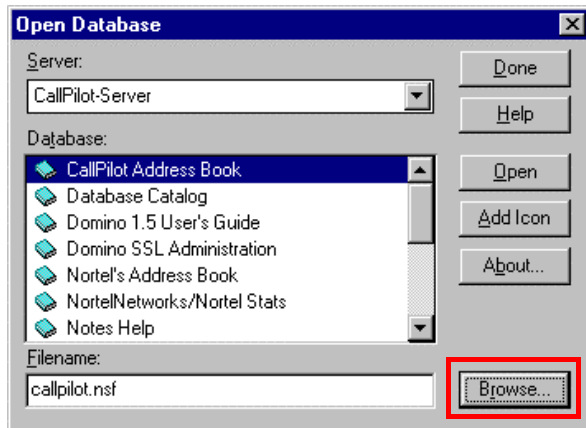 Open Database
Server:
CallPilot-Server
Database:
CallPilot Address Book
Database Catalog
Domino 1.5 User's Guide
Domino SSL Administration
Nortel's Address Book
NortelNetworks/Nortel Stats
Notes Help
Filename:
callpilot.nsf
Done
Help
Open
Add Icon
About...
Browse...